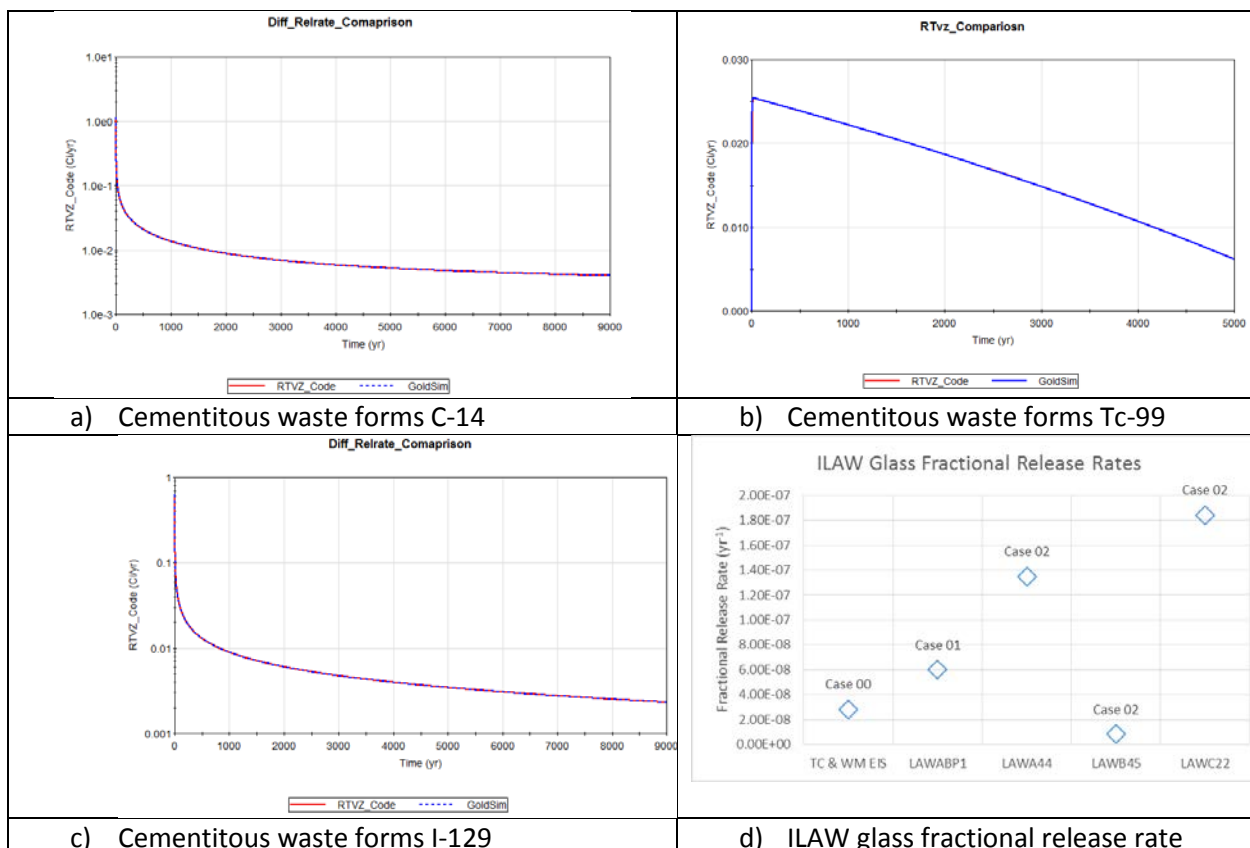 Diff_Relrate_Comaprison
1.0e1
1.0e0
1.0e-1
1.0e-2
1.0e-3
RTVZ_Code (Ci/yr)
0 1000 2000 3000 4000 5000 6000 7000 8000 9000
Time (yr)
RTVZ_Code GoldSim
a) Cementitous waste forms C-14
RTvz_Compariosn
0.030
0.020
0.010
0.000
RTVZ_Code (Ci/yr)
0 1000 2000 3000 4000 5000
Time (yr)
RTVZ_Code GoldSim
b) Cementitous waste forms Tc-99
Diff_Relrate_Comaprison
1
0.1
0.01
0.001
RTVZ_Code (Ci/yr)
0 1000 2000 3000 4000 5000 6000 7000 8000 9000
Time (yr)
RTVZ_Code GoldSim
c) Cementitous waste forms I-129
ILAW Glass Fractional Release Rates
2.00E-07
1.80E-07
1.60E-07
1.40E-07
1.20E-07
1.00E-07
8.00E-08
6.00E-08
4.00E-08
2.00E-08
0.00E+00
Fractional Release Rate (yr⁻¹)
Case 00
Case 01
Case 02
Case 02
Case 02
TC & WM EIS LAWABP1 LAWA44 LAWB45 LAWC22
d) ILAW glass fractional release rate